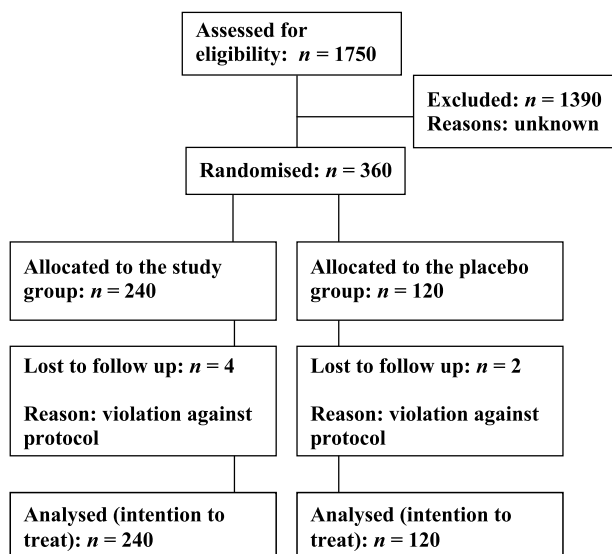 Assessed for
eligibility: n = 1750
Excluded: n = 1390
Reasons: unknown
Randomised: n = 360
Allocated to the study
group: n = 240
Allocated to the placebo
group: n = 120
Lost to follow up: n = 4
Reason: violation against
protocol
Lost to follow up: n = 2
Reason: violation against
protocol
Analysed (intention to
treat): n = 240
Analysed (intention to
treat): n = 120